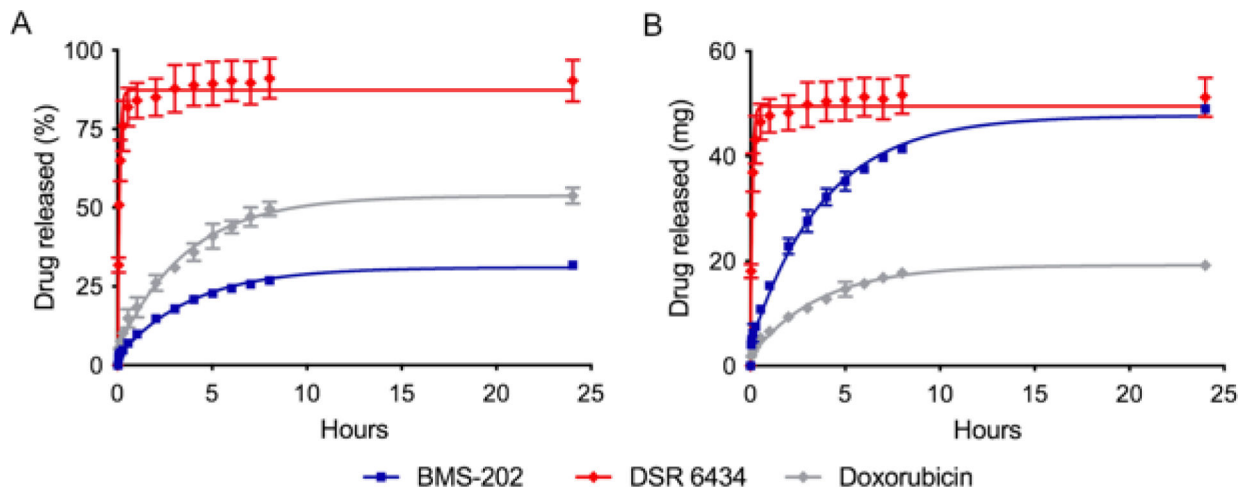 A
Drug released (%)
100
75
50
25
0
0 5 10 15 20 25
Hours
B
Drug released (mg)
60
40
20
0
0 5 10 15 20 25
Hours
BMS-202 DSR 6434 Doxorubicin